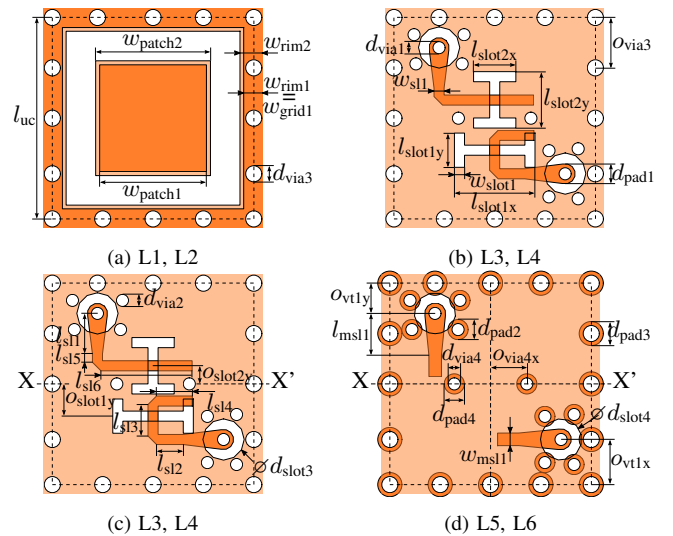 w_patch2
w_rim2
w_rim1
=
w_grid1
l_uc
d_via3
w_patch1
(a) L1, L2
d_via1
l_slot2x
o_via3
w_sl1
l_slot2y
l_slot1y
w_slot1
d_pad1
l_slot1x
(b) L3, L4
d_via2
l_sl1
l_sl5
l_sl6
o_slot2y
X X'
o_slot1y
l_sl4
l_sl3
l_sl2
⌀d_slot3
(c) L3, L4
o_vt1y
l_msl1
d_pad2
d_pad3
d_via4
o_via4x
X X'
d_pad4
⌀d_slot4
w_msl1
o_vt1x
(d) L5, L6